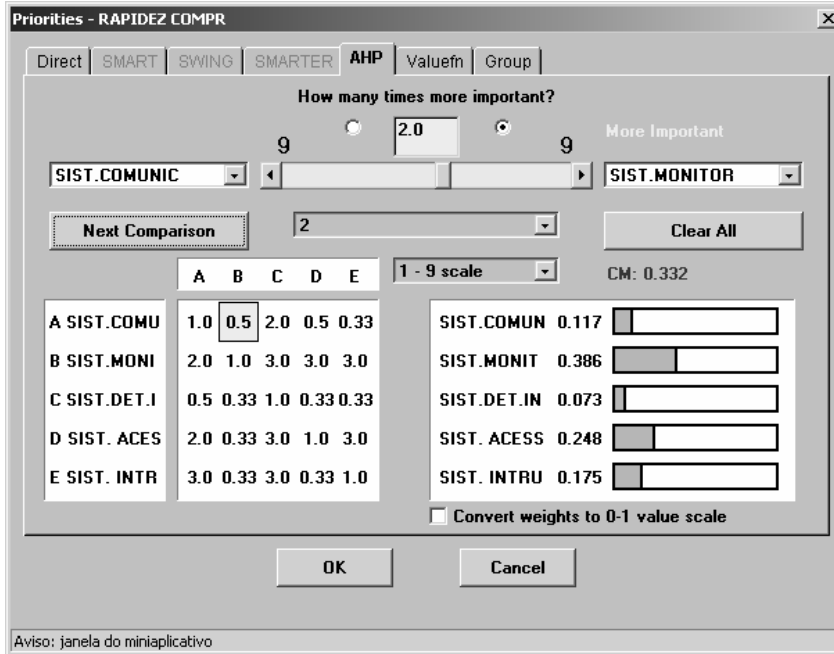 Priorities - RAPIDEZ COMPR
Direct SMART SWING SMARTER AHP Valuefn Group
How many times more important?
9 2.0 9 More Important
SIST.COMUNIC SIST.MONITOR
Next Comparison 2 Clear All
A B C D E 1 - 9 scale CM: 0.332
A SIST.COMU 1.0 0.5 2.0 0.5 0.33 SIST.COMUN 0.117
B SIST.MONI 2.0 1.0 3.0 3.0 3.0 SIST.MONIT 0.386
C SIST.DET.I 0.5 0.33 1.0 0.33 0.33 SIST.DET.IN 0.073
D SIST. ACES 2.0 0.33 3.0 1.0 3.0 SIST. ACESS 0.248
E SIST. INTR 3.0 0.33 3.0 0.33 1.0 SIST. INTRU 0.175
Convert weights to 0-1 value scale
OK Cancel
Aviso: janela do miniaplicativo